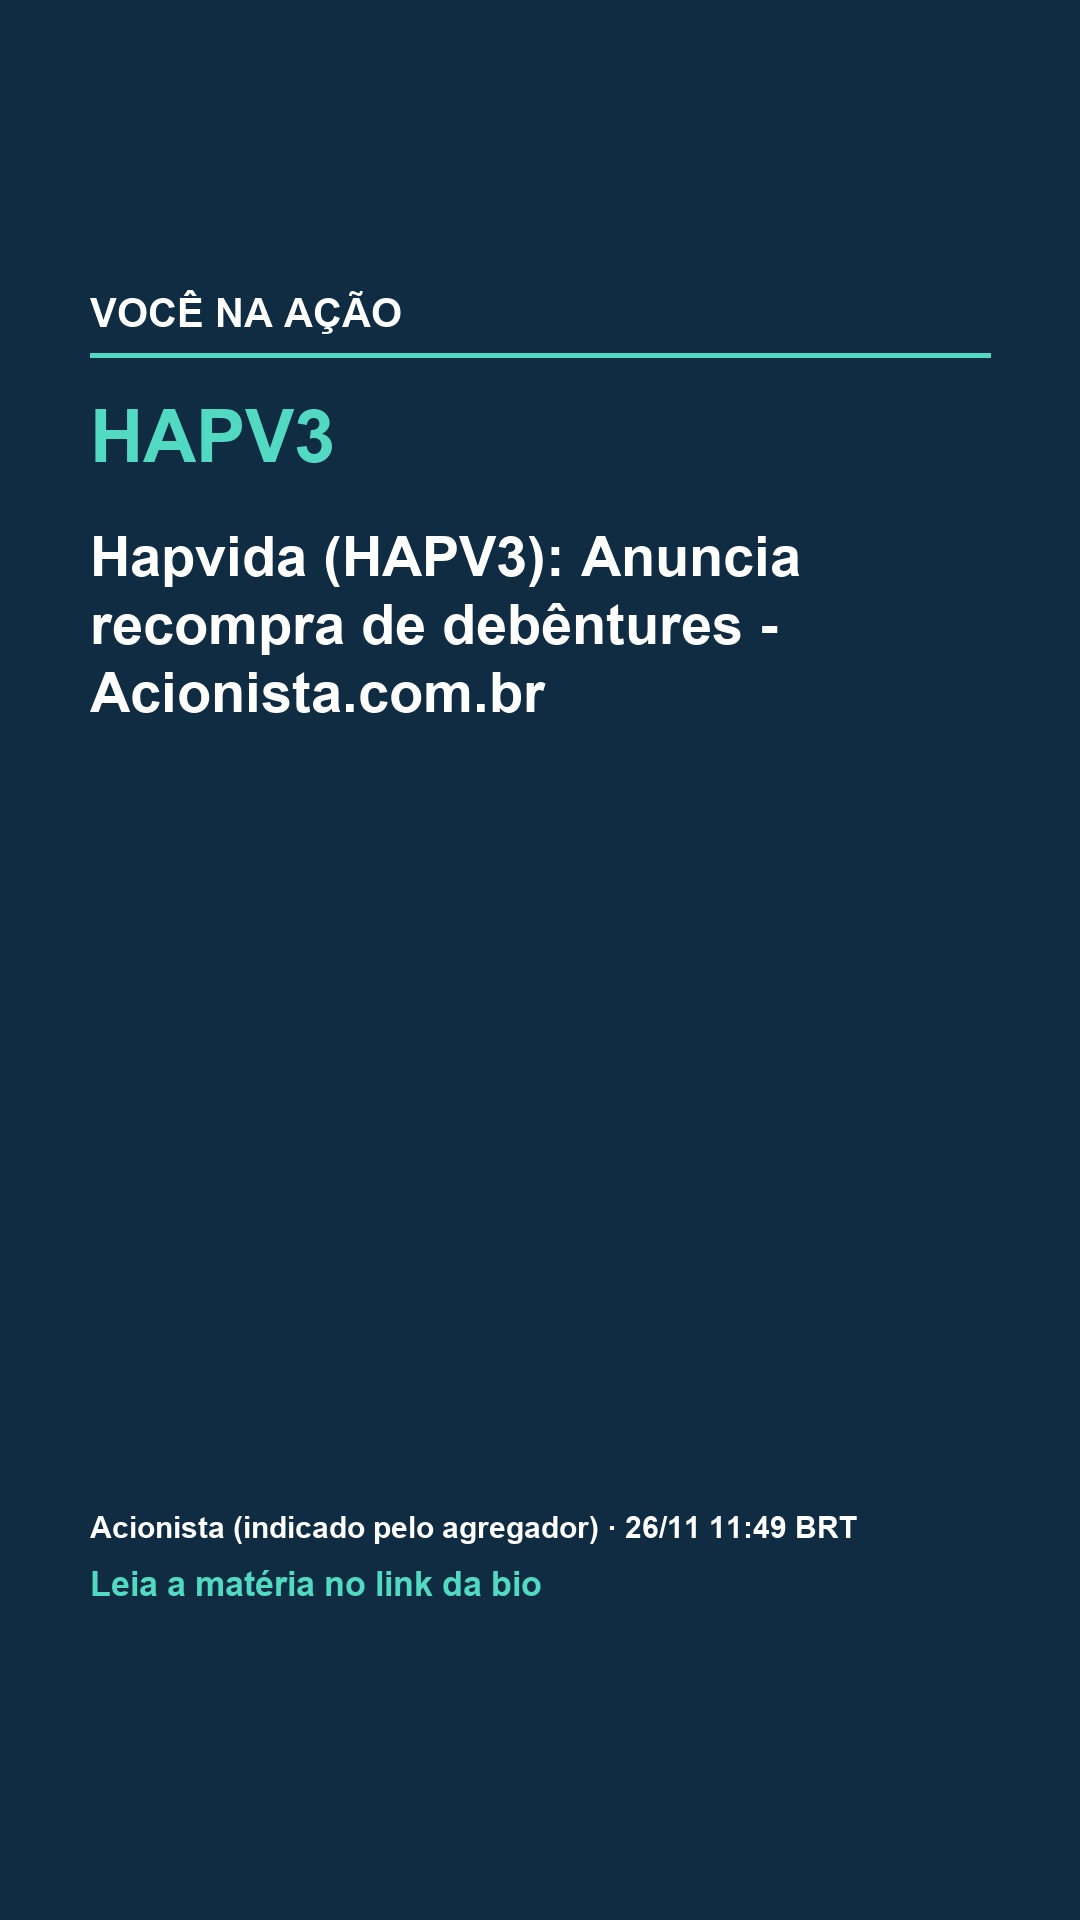 VOCÊ NA AÇÃO
HAPV3
Hapvida (HAPV3): Anuncia
recompra de debêntures -
Acionista.com.br
Acionista (indicado pelo agregador) · 26/11 11:49 BRT
Leia a matéria no link da bio